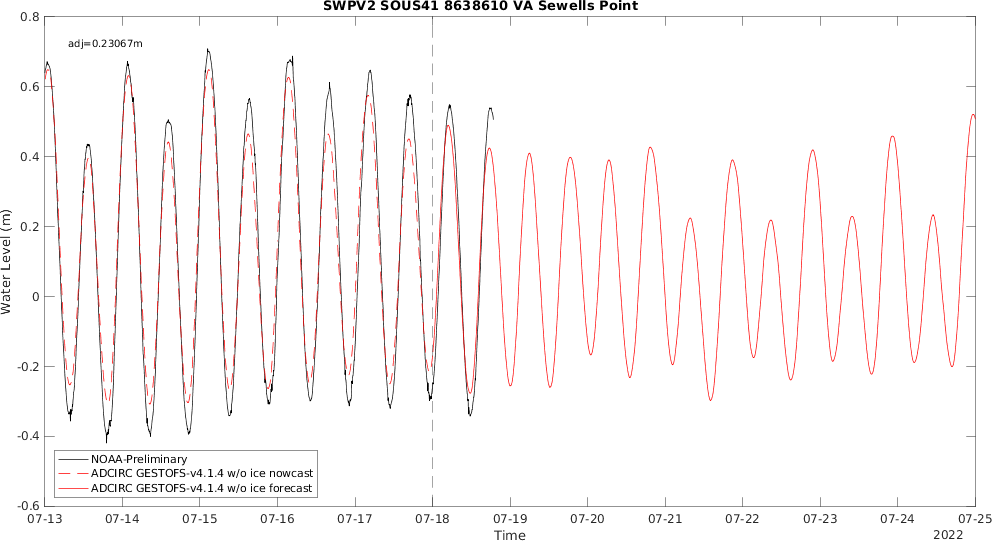 SWPV2 SOUS41 8638610 VA Sewells Point
adj=0.23067m
Water Level (m)
0.8
0.6
0.4
0.2
0
-0.2
-0.4
-0.6
NOAA-Preliminary
ADCIRC GESTOFS-v4.1.4 w/o ice nowcast
ADCIRC GESTOFS-v4.1.4 w/o ice forecast
07-13 07-14 07-15 07-16 07-17 07-18 07-19 07-20 07-21 07-22 07-23 07-24 07-25
Time
2022